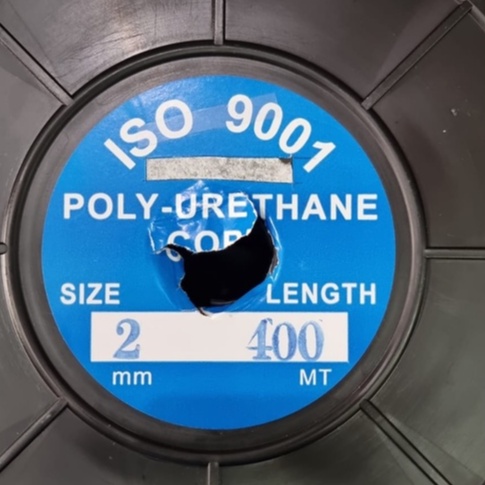 ISO 9001
POLY-URETHANE
SIZE LENGTH
2 400
mm MT